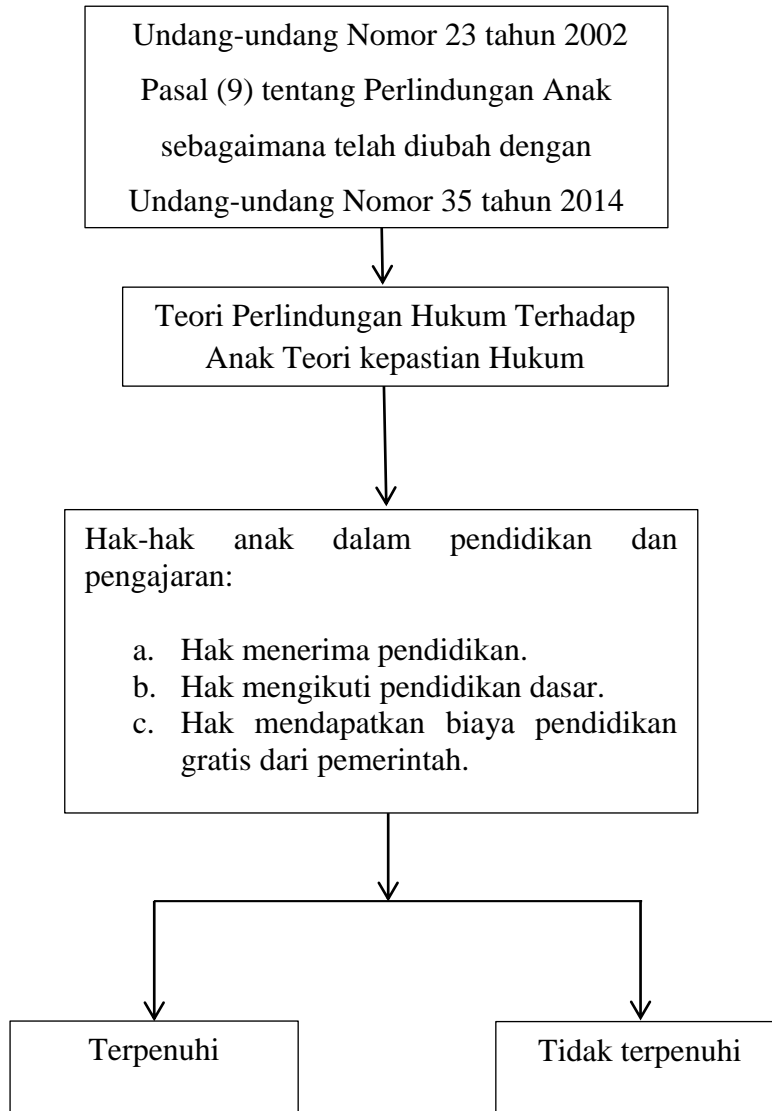 Undang-undang Nomor 23 tahun 2002
Pasal (9) tentang Perlindungan Anak
sebagaimana telah diubah dengan
Undang-undang Nomor 35 tahun 2014
Teori Perlindungan Hukum Terhadap
Anak Teori kepastian Hukum
Hak-hak anak dalam pendidikan dan
pengajaran:
a. Hak menerima pendidikan.
b. Hak mengikuti pendidikan dasar.
c. Hak mendapatkan biaya pendidikan
gratis dari pemerintah.
Terpenuhi
Tidak terpenuhi